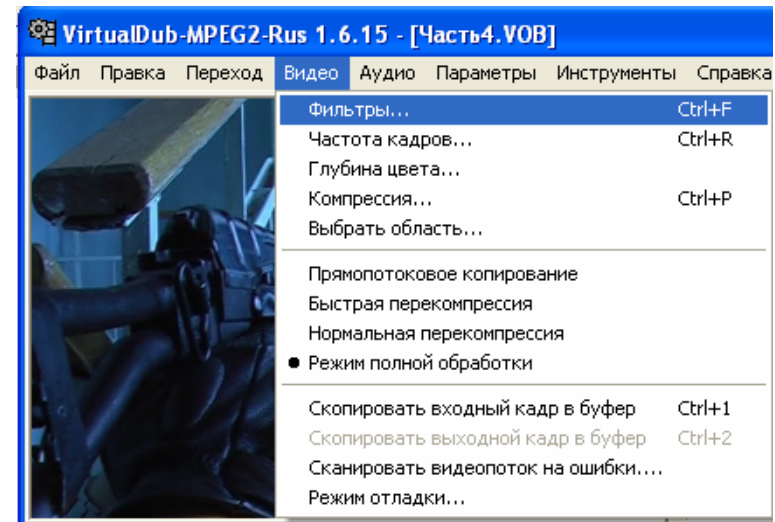 VirtualDub-MPEG2-Rus 1.6.15 - [Часть4.VOB]
Файл Правка Переход Видео Аудио Параметры Инструменты Справка
Фильтры... Ctrl+F
Частота кадров... Ctrl+R
Глубина цвета...
Компрессия... Ctrl+P
Выбрать область...
Прямопотоковое копирование
Быстрая перекомпрессия
Нормальная перекомпрессия
Режим полной обработки
Скопировать входный кадр в буфер Ctrl+1
Скопировать выходной кадр в буфер Ctrl+2
Сканировать видеопоток на ошибки....
Режим отладки...